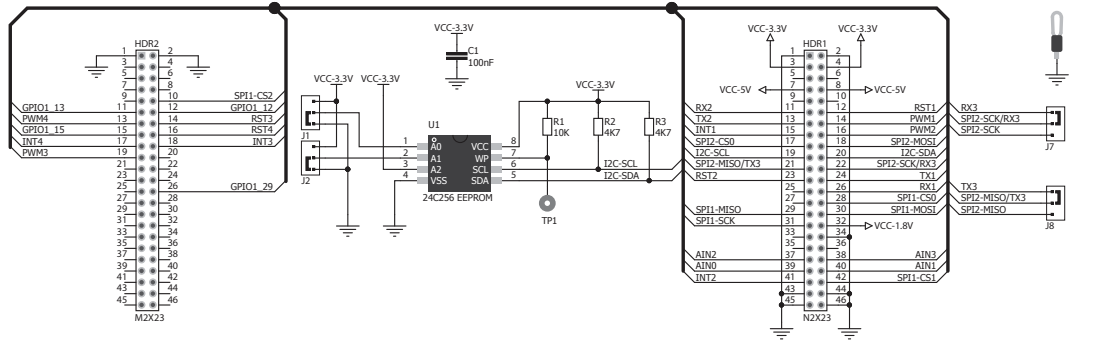 HDR2
1 2
3 4
5 6
7 8
9 10 SPI1-CS2
GPIO1_13 11 12 GPIO1_12
PWM4 13 14 RST3
GPIO1_15 15 16 RST4
INT4 17 18 INT3
PWM3 19 20
21 22
23 24
25 26 GPIO1_29
27 28
29 30
31 32
33 34
35 36
37 38
39 40
41 42
43 44
45 46
M2X23
VCC-3.3V
VCC-3.3V
J1
J2
VCC-3.3V
C1
100nF
U1
1 A0 VCC 8
2 A1 WP 7
3 A2 SCL 6
4 VSS SDA 5
24C256 EEPROM
VCC-3.3V
R1
10K
R2
4K7
R3
4K7
I2C-SCL
I2C-SDA
TP1
VCC-3.3V HDR1 VCC-3.3V
1 2
3 4
5 6
VCC-5V 7 8 VCC-5V
9 10
RX2 11 12 RST1
TX2 13 14 PWM1
INT1 15 16 PWM2
SPI2-CS0 17 18 SPI2-MOSI
I2C-SCL 19 20 I2C-SDA
SPI2-MISO/TX3 21 22 SPI2-SCK/RX3
RST2 23 24 TX1
25 26 RX1
27 28 SPI1-CS0
SPI1-MISO 29 30 SPI1-MOSI
SPI1-SCK 31 32 VCC-1.8V
33 34
35 36
AIN2 37 38 AIN3
AIN0 39 40 AIN1
INT2 41 42 SPI1-CS1
43 44
45 46
N2X23
RX3
SPI2-SCK/RX3
SPI2-SCK
J7
TX3
SPI2-MISO/TX3
SPI2-MISO
J8